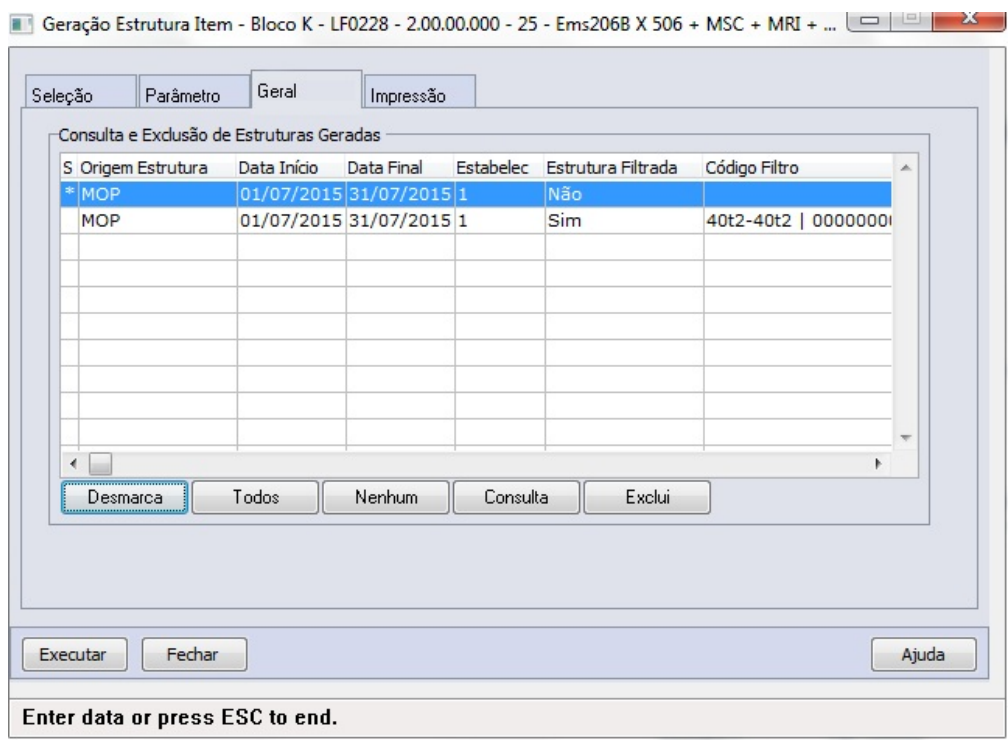 Geração Estrutura Item - Bloco K - LF0228 - 2.00.00.000 - 25 - Ems206B X 506 + MSC + MRI + ...
Seleção Parâmetro Geral Impressão
Consulta e Exclusão de Estruturas Geradas
S Origem Estrutura Data Início Data Final Estabelec Estrutura Filtrada Código Filtro
* MOP 01/07/2015 31/07/2015 1 Não
MOP 01/07/2015 31/07/2015 1 Sim 40t2-40t2 | 0000000
Desmarca Todos Nenhum Consulta Exclui
Executar Fechar Ajuda
Enter data or press ESC to end.